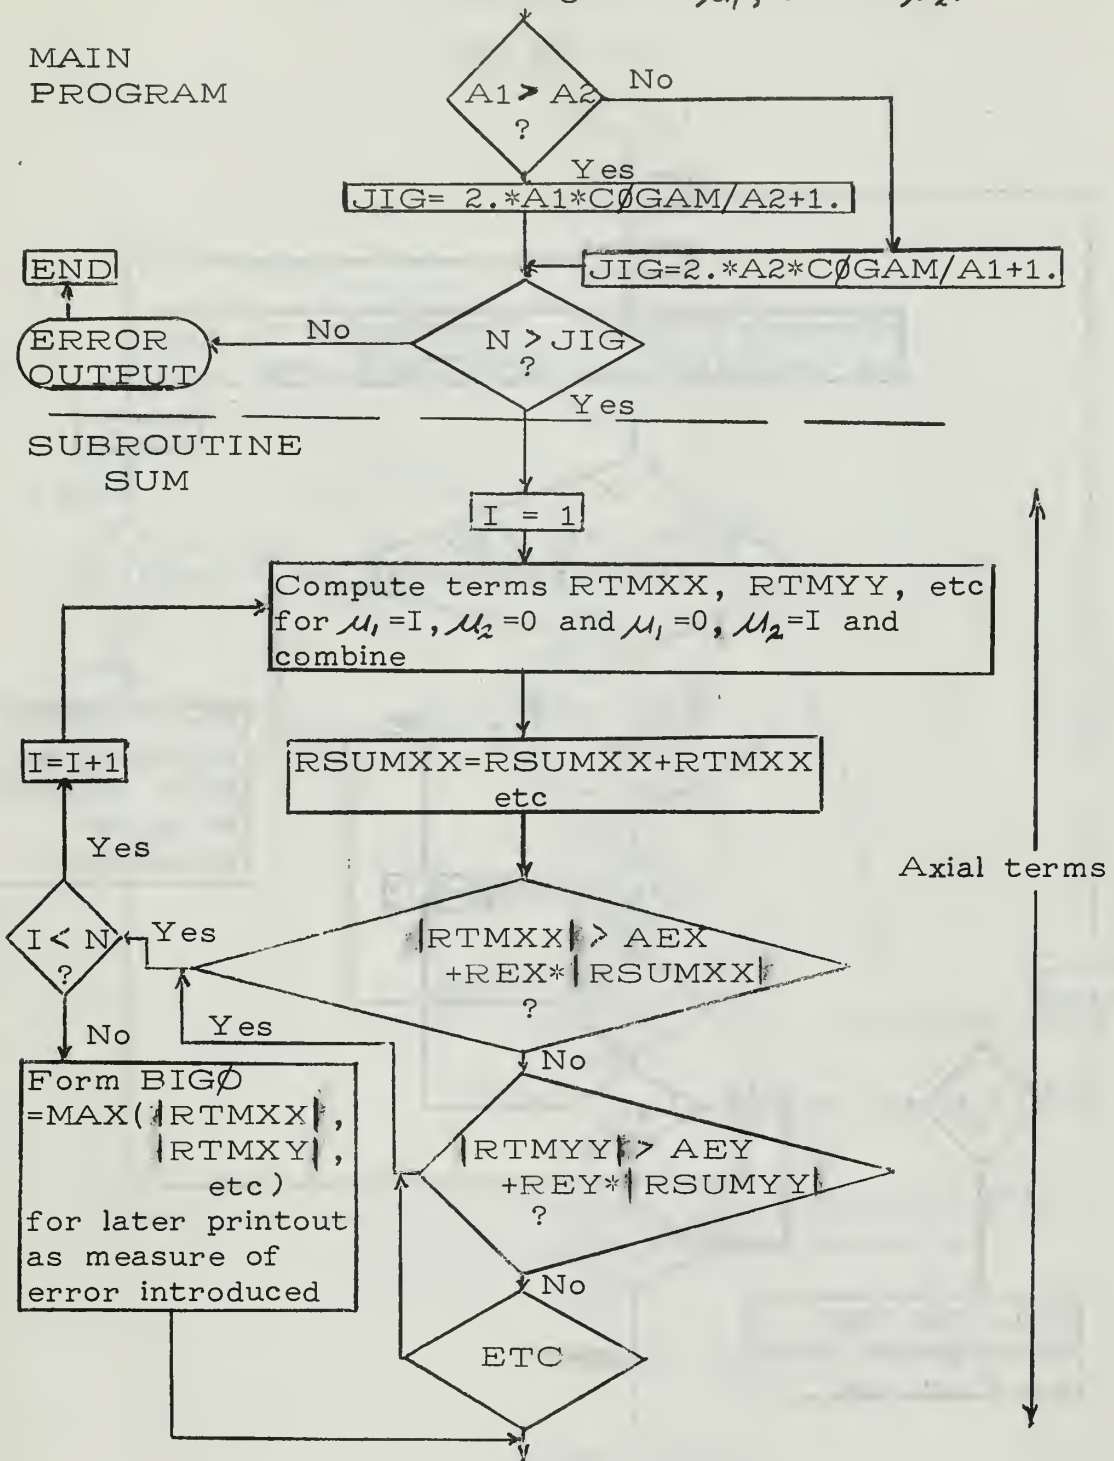 MAIN
PROGRAM
A1 > A2
?
No
Yes
JIG= 2.*A1*CØGAM/A2+1.
JIG=2.*A2*CØGAM/A1+1.
END
ERROR
OUTPUT
No
N > JIG
?
Yes
SUBROUTINE
SUM
I = 1
Compute terms RTMXX, RTMYY, etc
for μ₁=I, μ₂=0 and μ₁=0, μ₂=I and
combine
I=I+1
RSUMXX=RSUMXX+RTMXX
etc
Yes
Axial terms
I < N
?
Yes
|RTMXX| > AEX
+REX*|RSUMXX|
?
No
Yes
No
Form BIGØ
=MAX(|RTMXX|,
|RTMXY|,
etc)
for later printout
as measure of
error introduced
|RTMYY| > AEY
+REY*|RSUMYY|
?
No
ETC